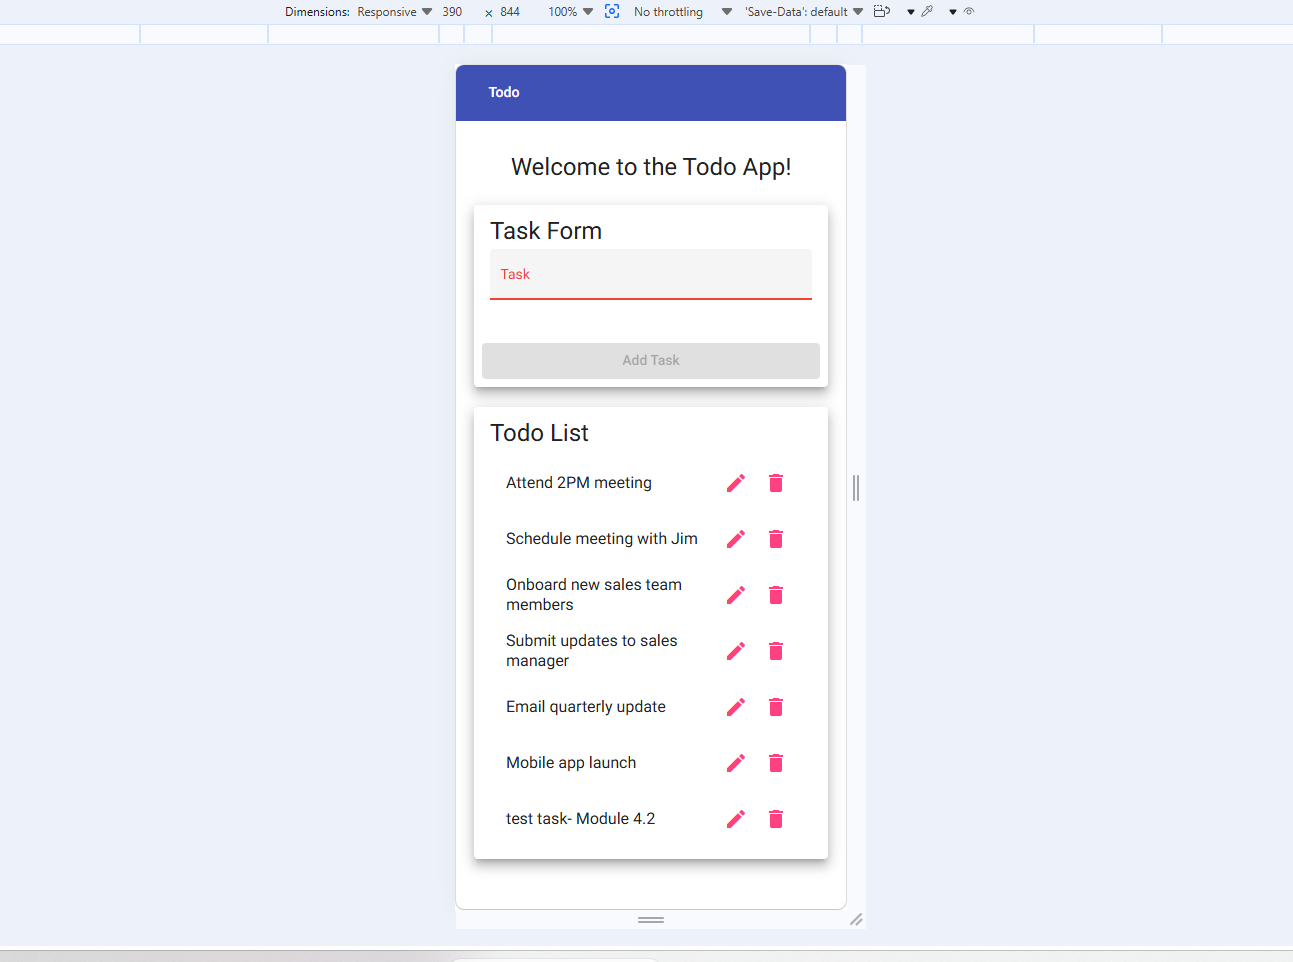 Dimensions: Responsive 390 × 844 100% No throttling 'Save-Data': default
Todo
Welcome to the Todo App!
Task Form
Task
Add Task
Todo List
Attend 2PM meeting
Schedule meeting with Jim
Onboard new sales team
members
Submit updates to sales
manager
Email quarterly update
Mobile app launch
test task- Module 4.2